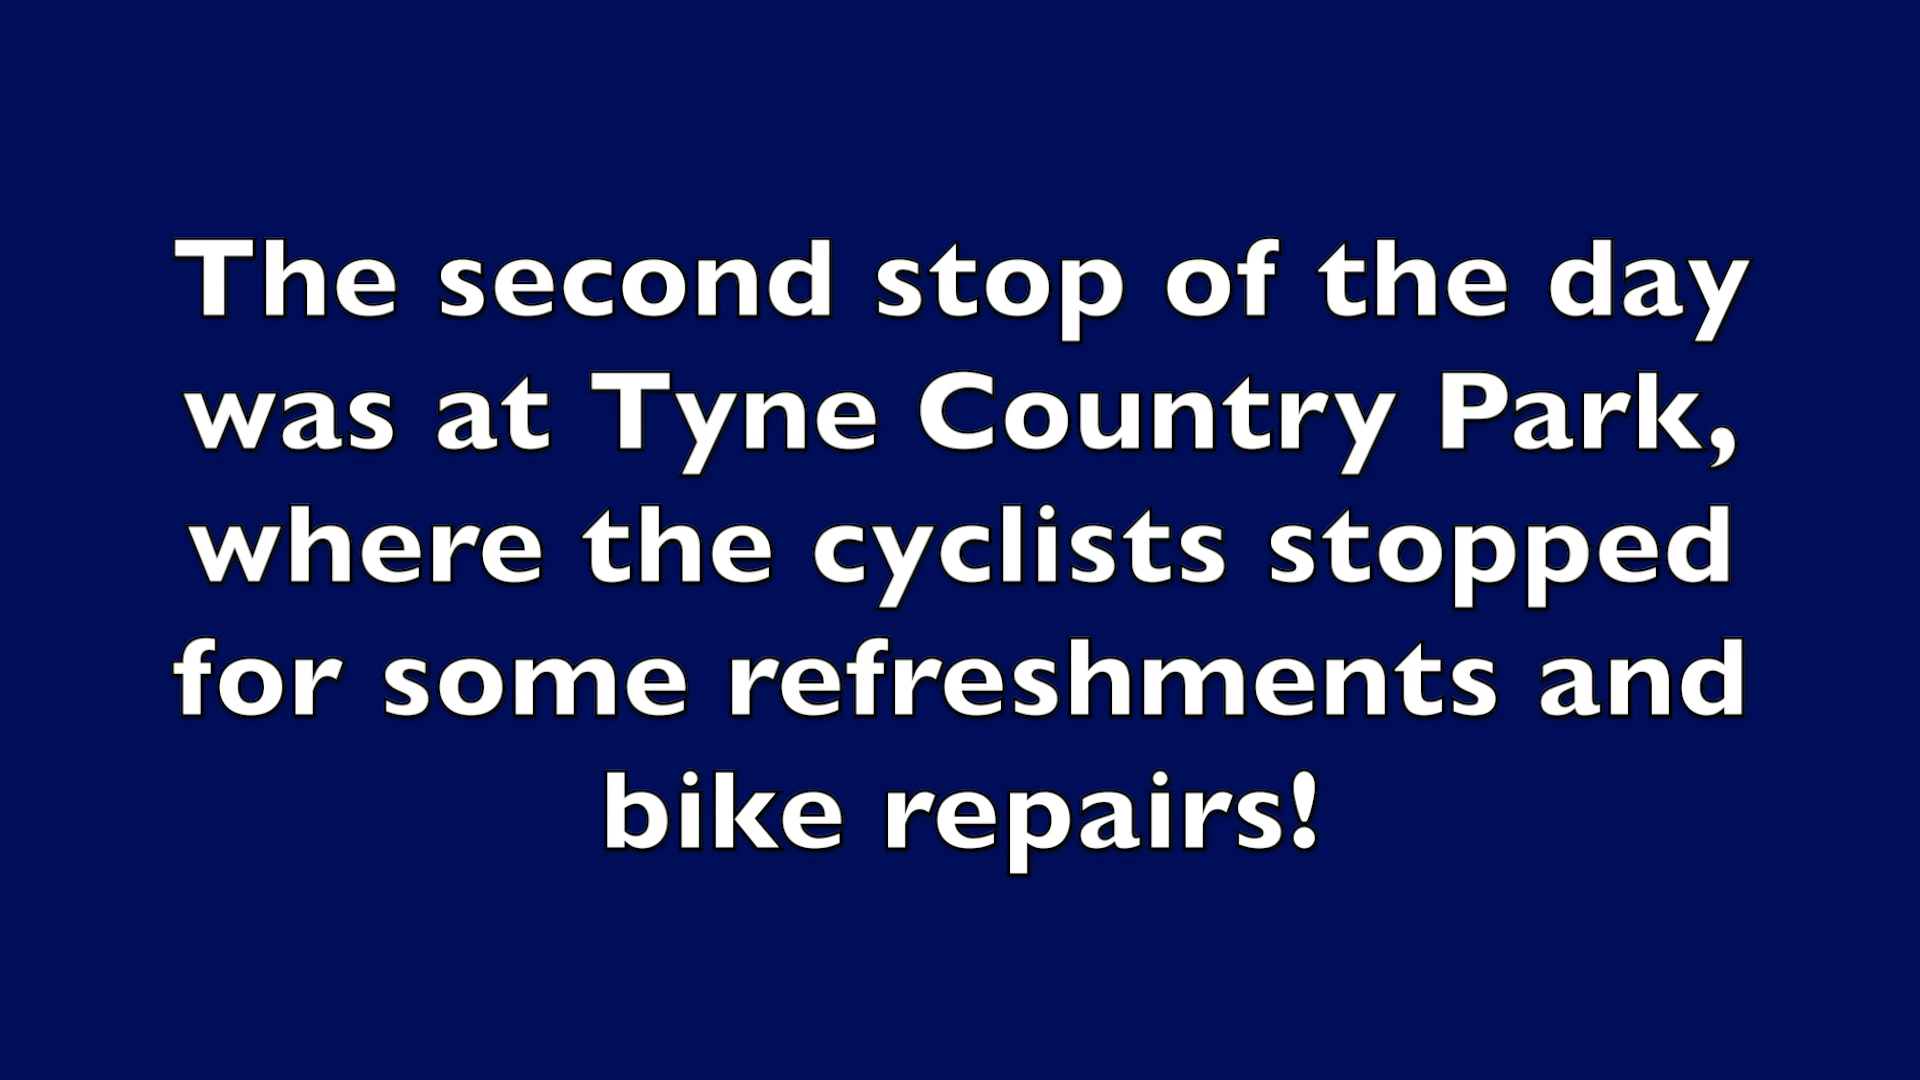 The second stop of the day
was at Tyne Country Park,
where the cyclists stopped
for some refreshments and
bike repairs!